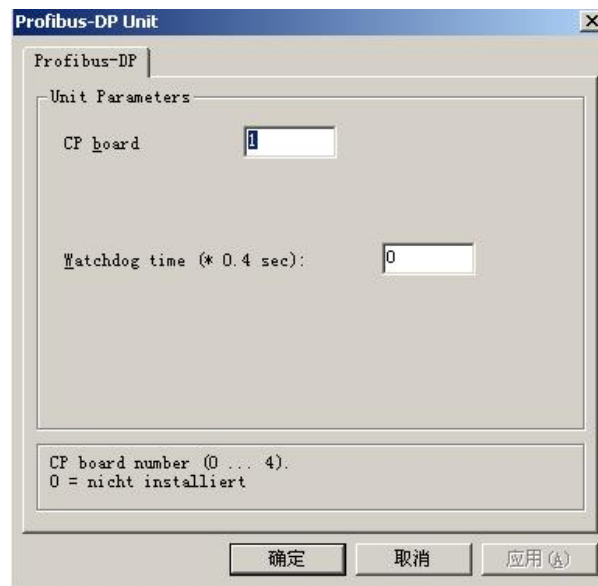 Profibus-DP Unit
Profibus-DP
Unit Parameters
CP board
1
Watchdog time (* 0.4 sec):
0
CP board number (0 ... 4).
0 = nicht installiert
确定
取消
应用(A)